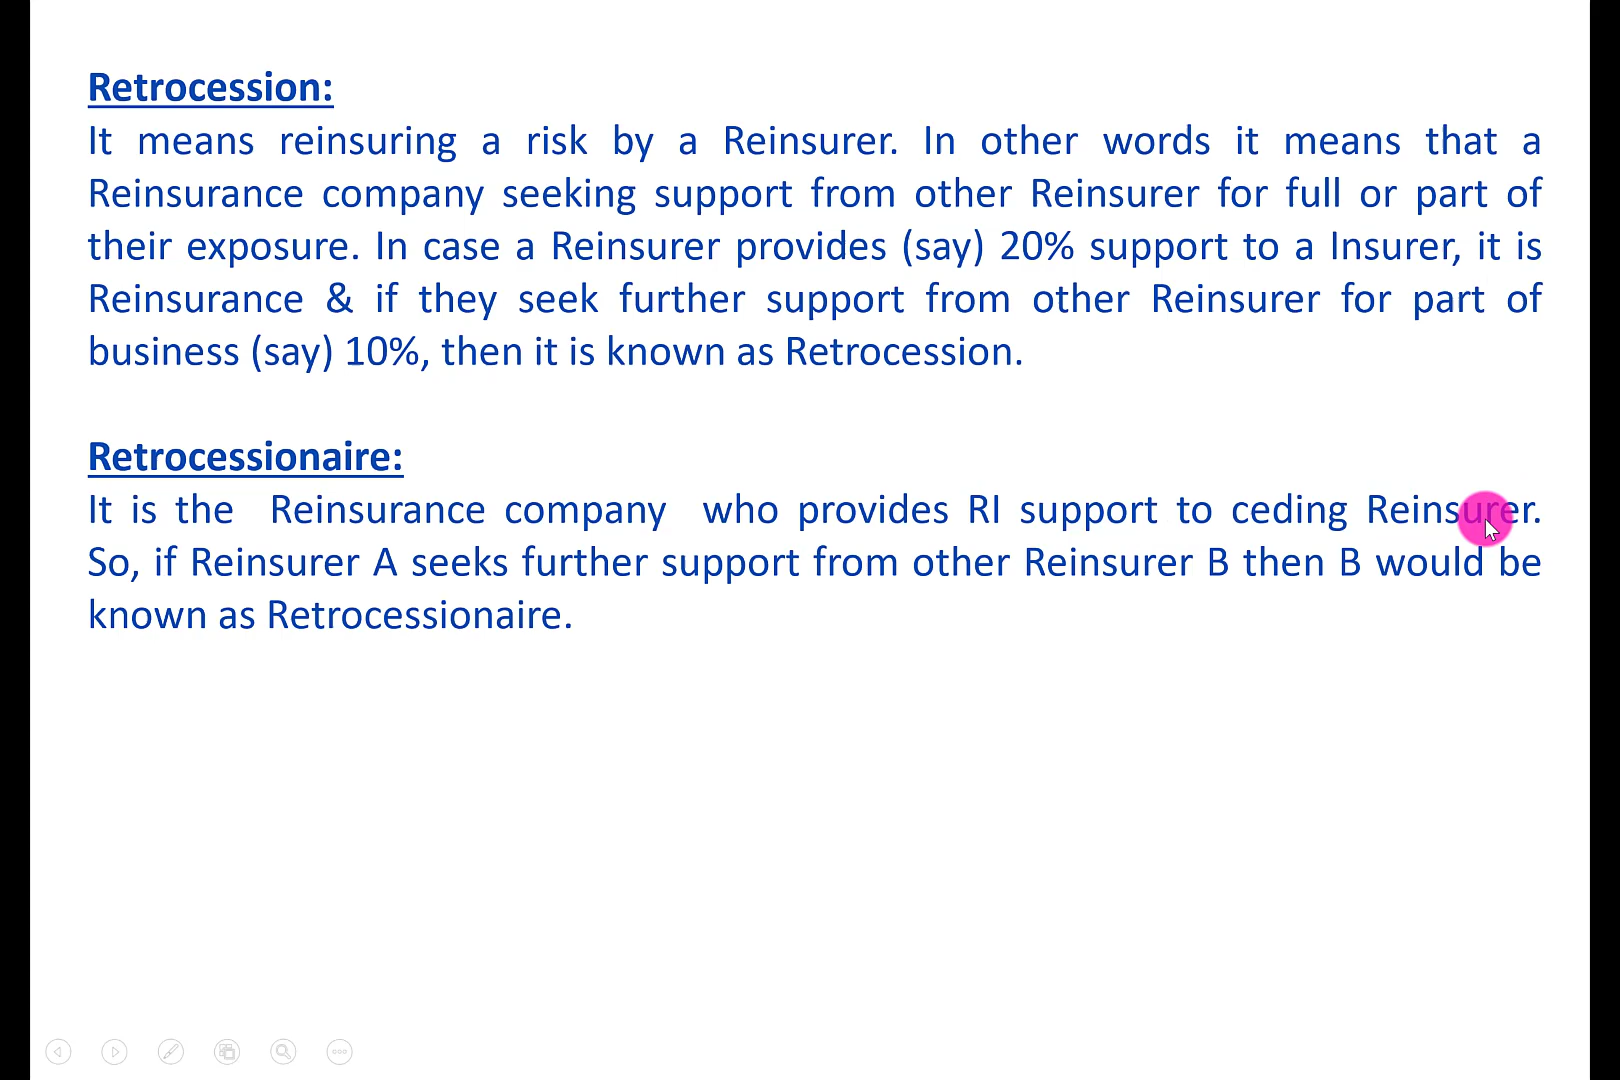 Retrocession:
It means reinsuring a risk by a Reinsurer. In other words it means that a
Reinsurance company seeking support from other Reinsurer for full or part of
their exposure. In case a Reinsurer provides (say) 20% support to a Insurer, it is
Reinsurance & if they seek further support from other Reinsurer for part of
business (say) 10%, then it is known as Retrocession.
Retrocessionaire:
It is the Reinsurance company who provides RI support to ceding Reinsurer.
So, if Reinsurer A seeks further support from other Reinsurer B then B would be
known as Retrocessionaire.